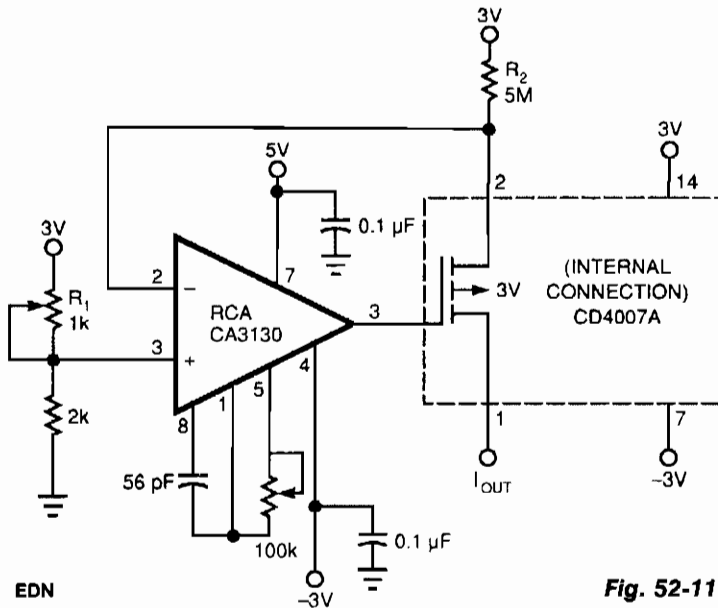 3V
R2
5M
5V
3V
2
14
0.1 μF
3V
7
R1
1k
2
−
RCA
CA3130
3
(INTERNAL
CONNECTION)
CD4007A
3V
3
+
4
5
1
8
2k
1
7
IOUT
−3V
56 pF
100k
0.1 μF
−3V
EDN
Fig. 52-11